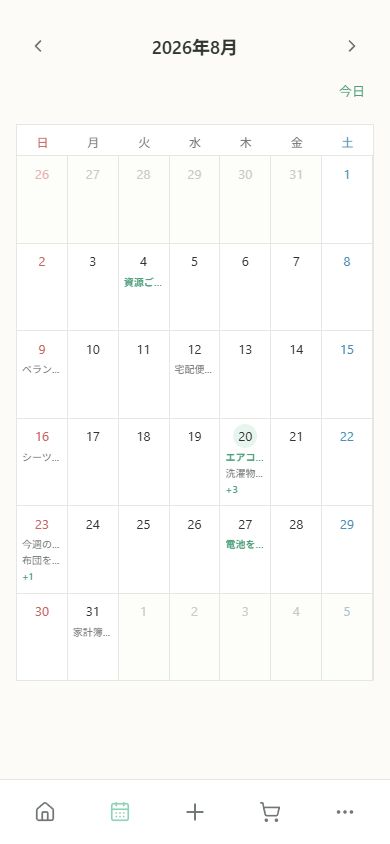 2026年8月
今日
日 月 火 水 木 金 土
26 27 28 29 30 31 1
2 3 4 5 6 7 8
資源ご...
9 10 11 12 13 14 15
ベラン... 宅配便...
16 17 18 19 20 21 22
シーツ... エアコ...
洗濯物...
+3
23 24 25 26 27 28 29
今週の... 電池を...
布団を...
+1
30 31 1 2 3 4 5
家計簿...